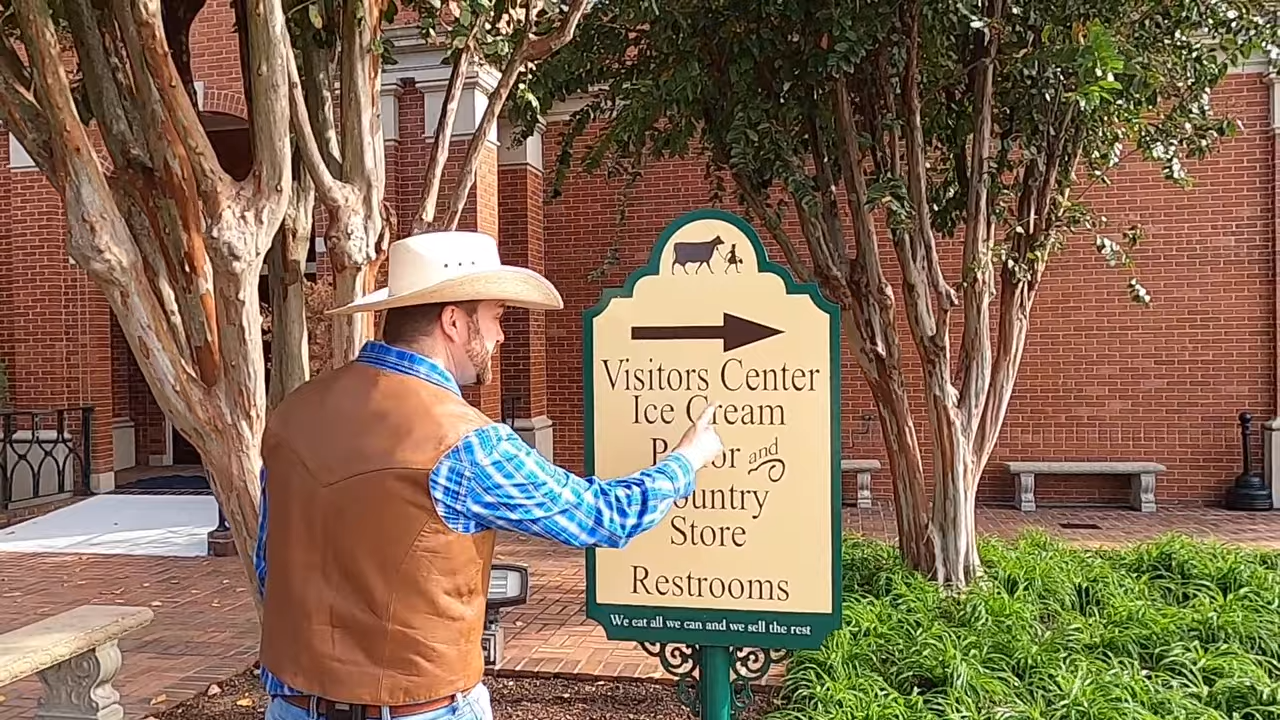 Visitors Center
Ice Cream
and
Store
Restrooms
We eat all we can and we sell the rest